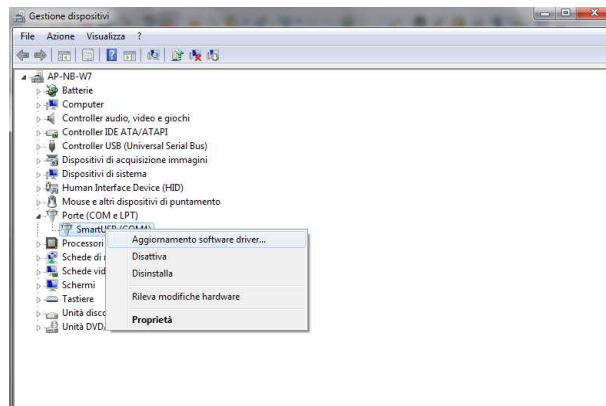 Gestione dispositivi
File Azione Visualizza ?
AP-NB-W7
Batterie
Computer
Controller audio, video e giochi
Controller IDE ATA/ATAPI
Controller USB (Universal Serial Bus)
Dispositivi di acquisizione immagini
Dispositivi di sistema
Human Interface Device (HID)
Mouse e altri dispositivi di puntamento
Porte (COM e LPT)
SmartUSB
Processori
Schede di
Schede vid
Schermi
Tastiere
Unità disco
Unità DVD/
Aggiornamento software driver...
Disattiva
Disinstalla
Rileva modifiche hardware
Proprietà